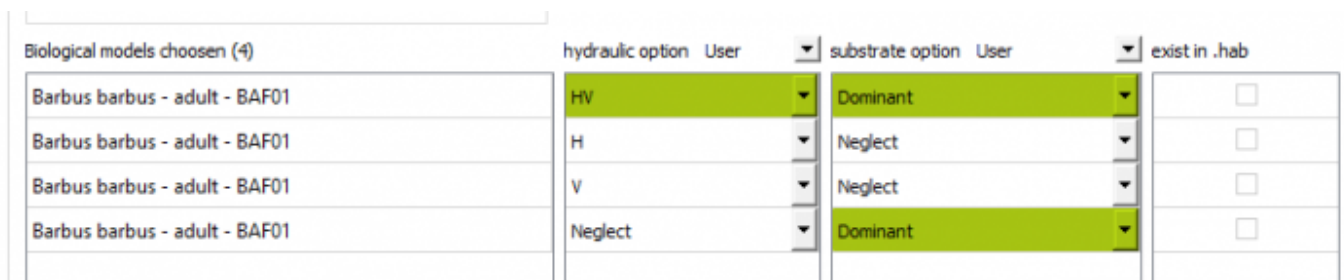 Biological models choosen (4) hydraulic option User substrate option User exist in .hab
Barbus barbus - adult - BAF01 HV Dominant
Barbus barbus - adult - BAF01 H Neglect
Barbus barbus - adult - BAF01 V Neglect
Barbus barbus - adult - BAF01 Neglect Dominant